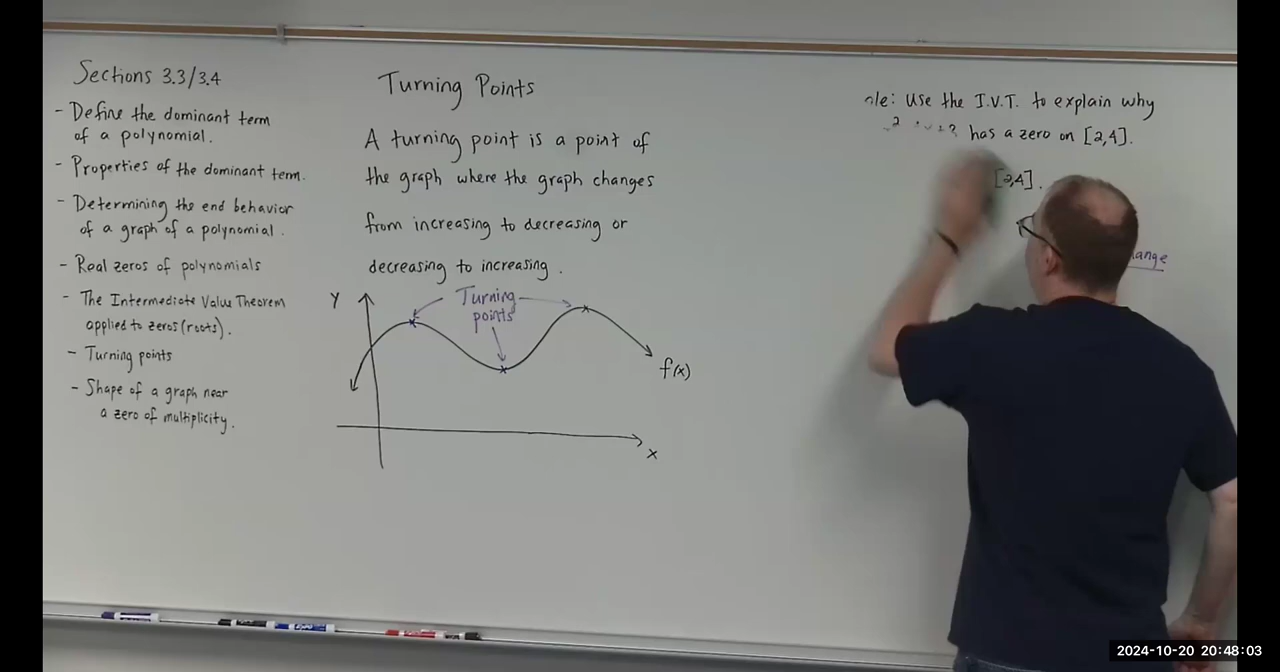 Sections 3.3/3.4
- Define the dominant term
of a polynomial.
- Properties of the dominant term.
- Determining the end behavior
of a graph of a polynomial.
- Real zeros of polynomials
- The Intermediate Value Theorem
applied to zeros (roots).
- Turning points
- Shape of a graph near
a zero of multiplicity.
Turning Points
A turning point is a point of
the graph where the graph changes
from increasing to decreasing or
decreasing to increasing.
Y
Turning
points
f(x)
x
Use the I.V.T. to explain why
has a zero on [2,4].
[2,4].
2024-10-20 20:48:03